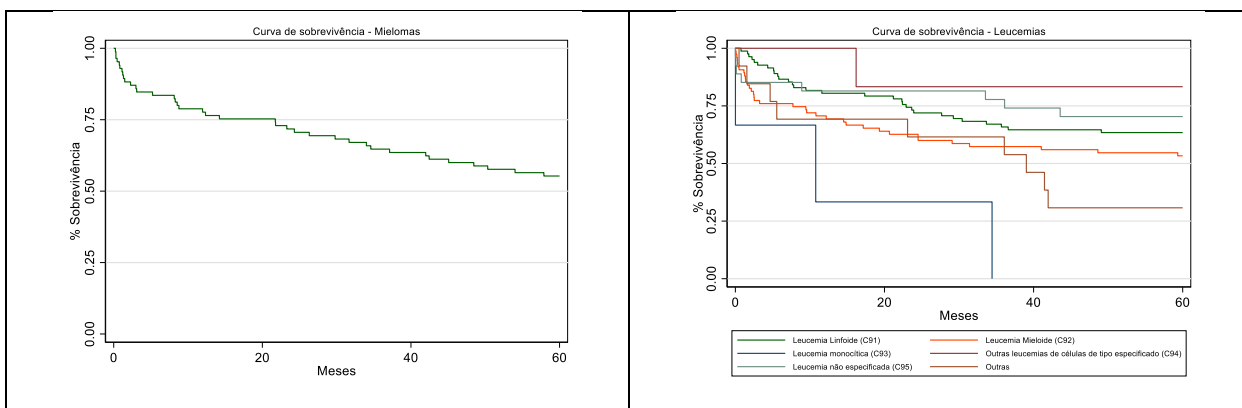 Curva de sobrevivência - Mielomas
% Sobrevivência
1.00
0.75
0.50
0.25
0.00
0
20
40
60
Meses
Curva de sobrevivência - Leucemias
% Sobrevivência
1.00
0.75
0.50
0.25
0.00
0
20
40
60
Meses
Leucemia Linfoide (C91)
Leucemia Mieloide (C92)
Leucemia monocítica (C93)
Outras leucemias de células de tipo especificado (C94)
Leucemia não especificada (C95)
Outras